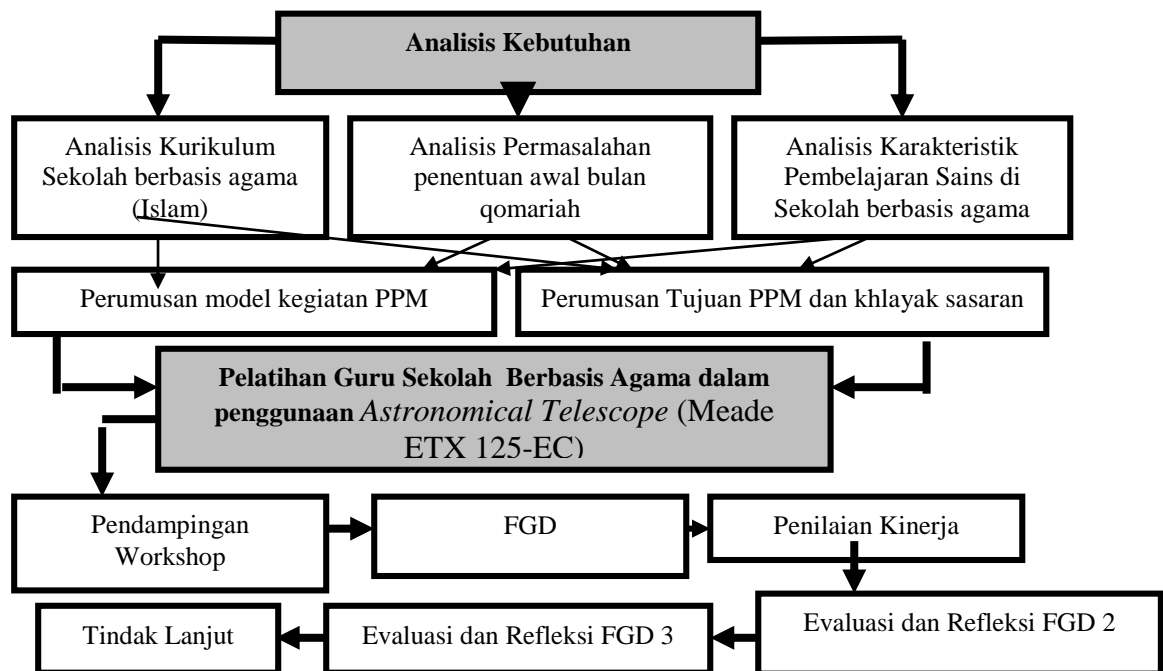 Analisis Kebutuhan
Analisis Kurikulum
Sekolah berbasis agama
(Islam)
Analisis Permasalahan
penentuan awal bulan
qomariah
Analisis Karakteristik
Pembelajaran Sains di
Sekolah berbasis agama
Perumusan model kegiatan PPM
Perumusan Tujuan PPM dan khlayak sasaran
Pelatihan Guru Sekolah Berbasis Agama dalam
penggunaan Astronomical Telescope (Meade
ETX 125-EC)
Pendampingan
Workshop
FGD
Penilaian Kinerja
Tindak Lanjut
Evaluasi dan Refleksi FGD 3
Evaluasi dan Refleksi FGD 2